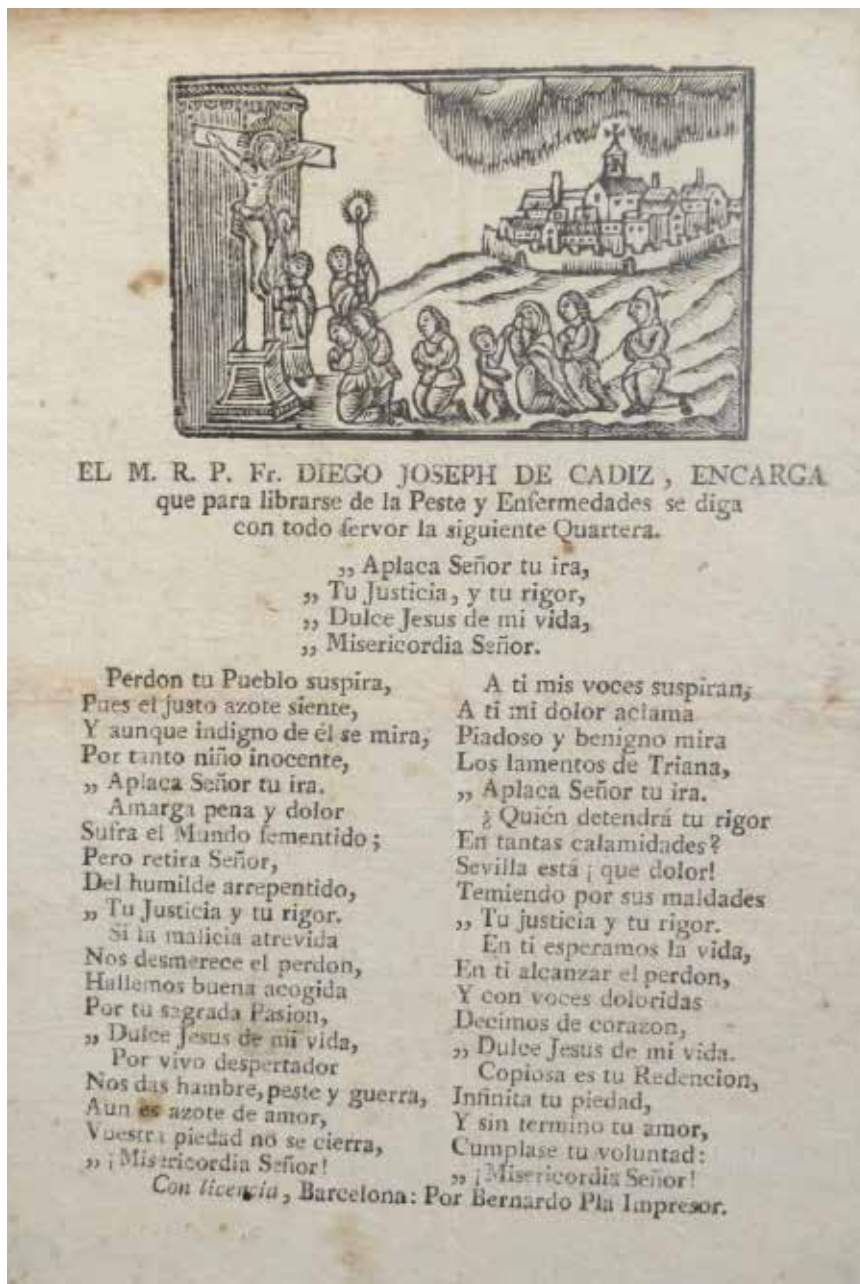 EL M. R. P. Fr. DIEGO JOSEPH DE CADIZ, ENCARGA
que para librarse de la Peste y Enfermedades se diga
con todo fervor la siguiente Quartera.
„ Aplaca Señor tu ira,
„ Tu Justicia, y tu rigor,
„ Dulce Jesus de mi vida,
„ Misericordia Señor.
Perdon tu Pueblo suspira,
Pues el justo azote siente,
Y aunque indigno de él se mira,
Por tanto niño inocente,
„ Aplaca Señor tu ira.
Amarga pena y dolor
Sufra el Mundo fementido;
Pero retira Señor,
Del humilde arrepentido,
„ Tu Justicia y tu rigor.
Si la malicia atrevida
Nos desmerece el perdon,
Hallemos buena acogida
Por tu sagrada Pasion,
„ Dulce Jesus de mi vida,
Por vivo despertador
Nos das hambre, peste y guerra,
Aun es azote de amor,
Vuestra piedad no se cierra,
„ ¡Misericordia Señor!
A ti mis voces suspiran,
A ti mi dolor aclama
Piadoso y benigno mira
Los lamentos de Triana,
„ Aplaca Señor tu ira.
¿Quién detendrá tu rigor
En tantas calamidades?
Sevilla está ¡que dolor!
Temiendo por sus maldades
„ Tu justicia y tu rigor.
En ti esperamos la vida,
En ti alcanzar el perdon,
Y con voces doloridas
Decimos de corazon,
„ Dulce Jesus de mi vida.
Copiosa es tu Redencion,
Infinita tu piedad,
Y sin termino tu amor,
Cumplase tu voluntad:
„ ¡Misericordia Señor!
Con licencia, Barcelona: Por Bernardo Pla Impresor.